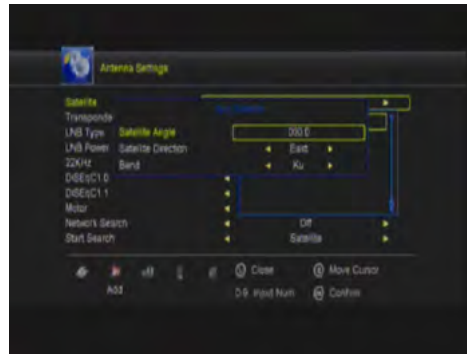 Antenna Settings
Satellite
Transponde
LNB Type
Satellite Angle
000.0
LNB Power
Satellite Direction
East
22KHz
Band
Ku
DiSEqC1.0
DiSEqC1.1
Motor
Network Search
Off
Start Search
Satellite
Close
Move Cursor
Add
0-9 Input Num
Confirm